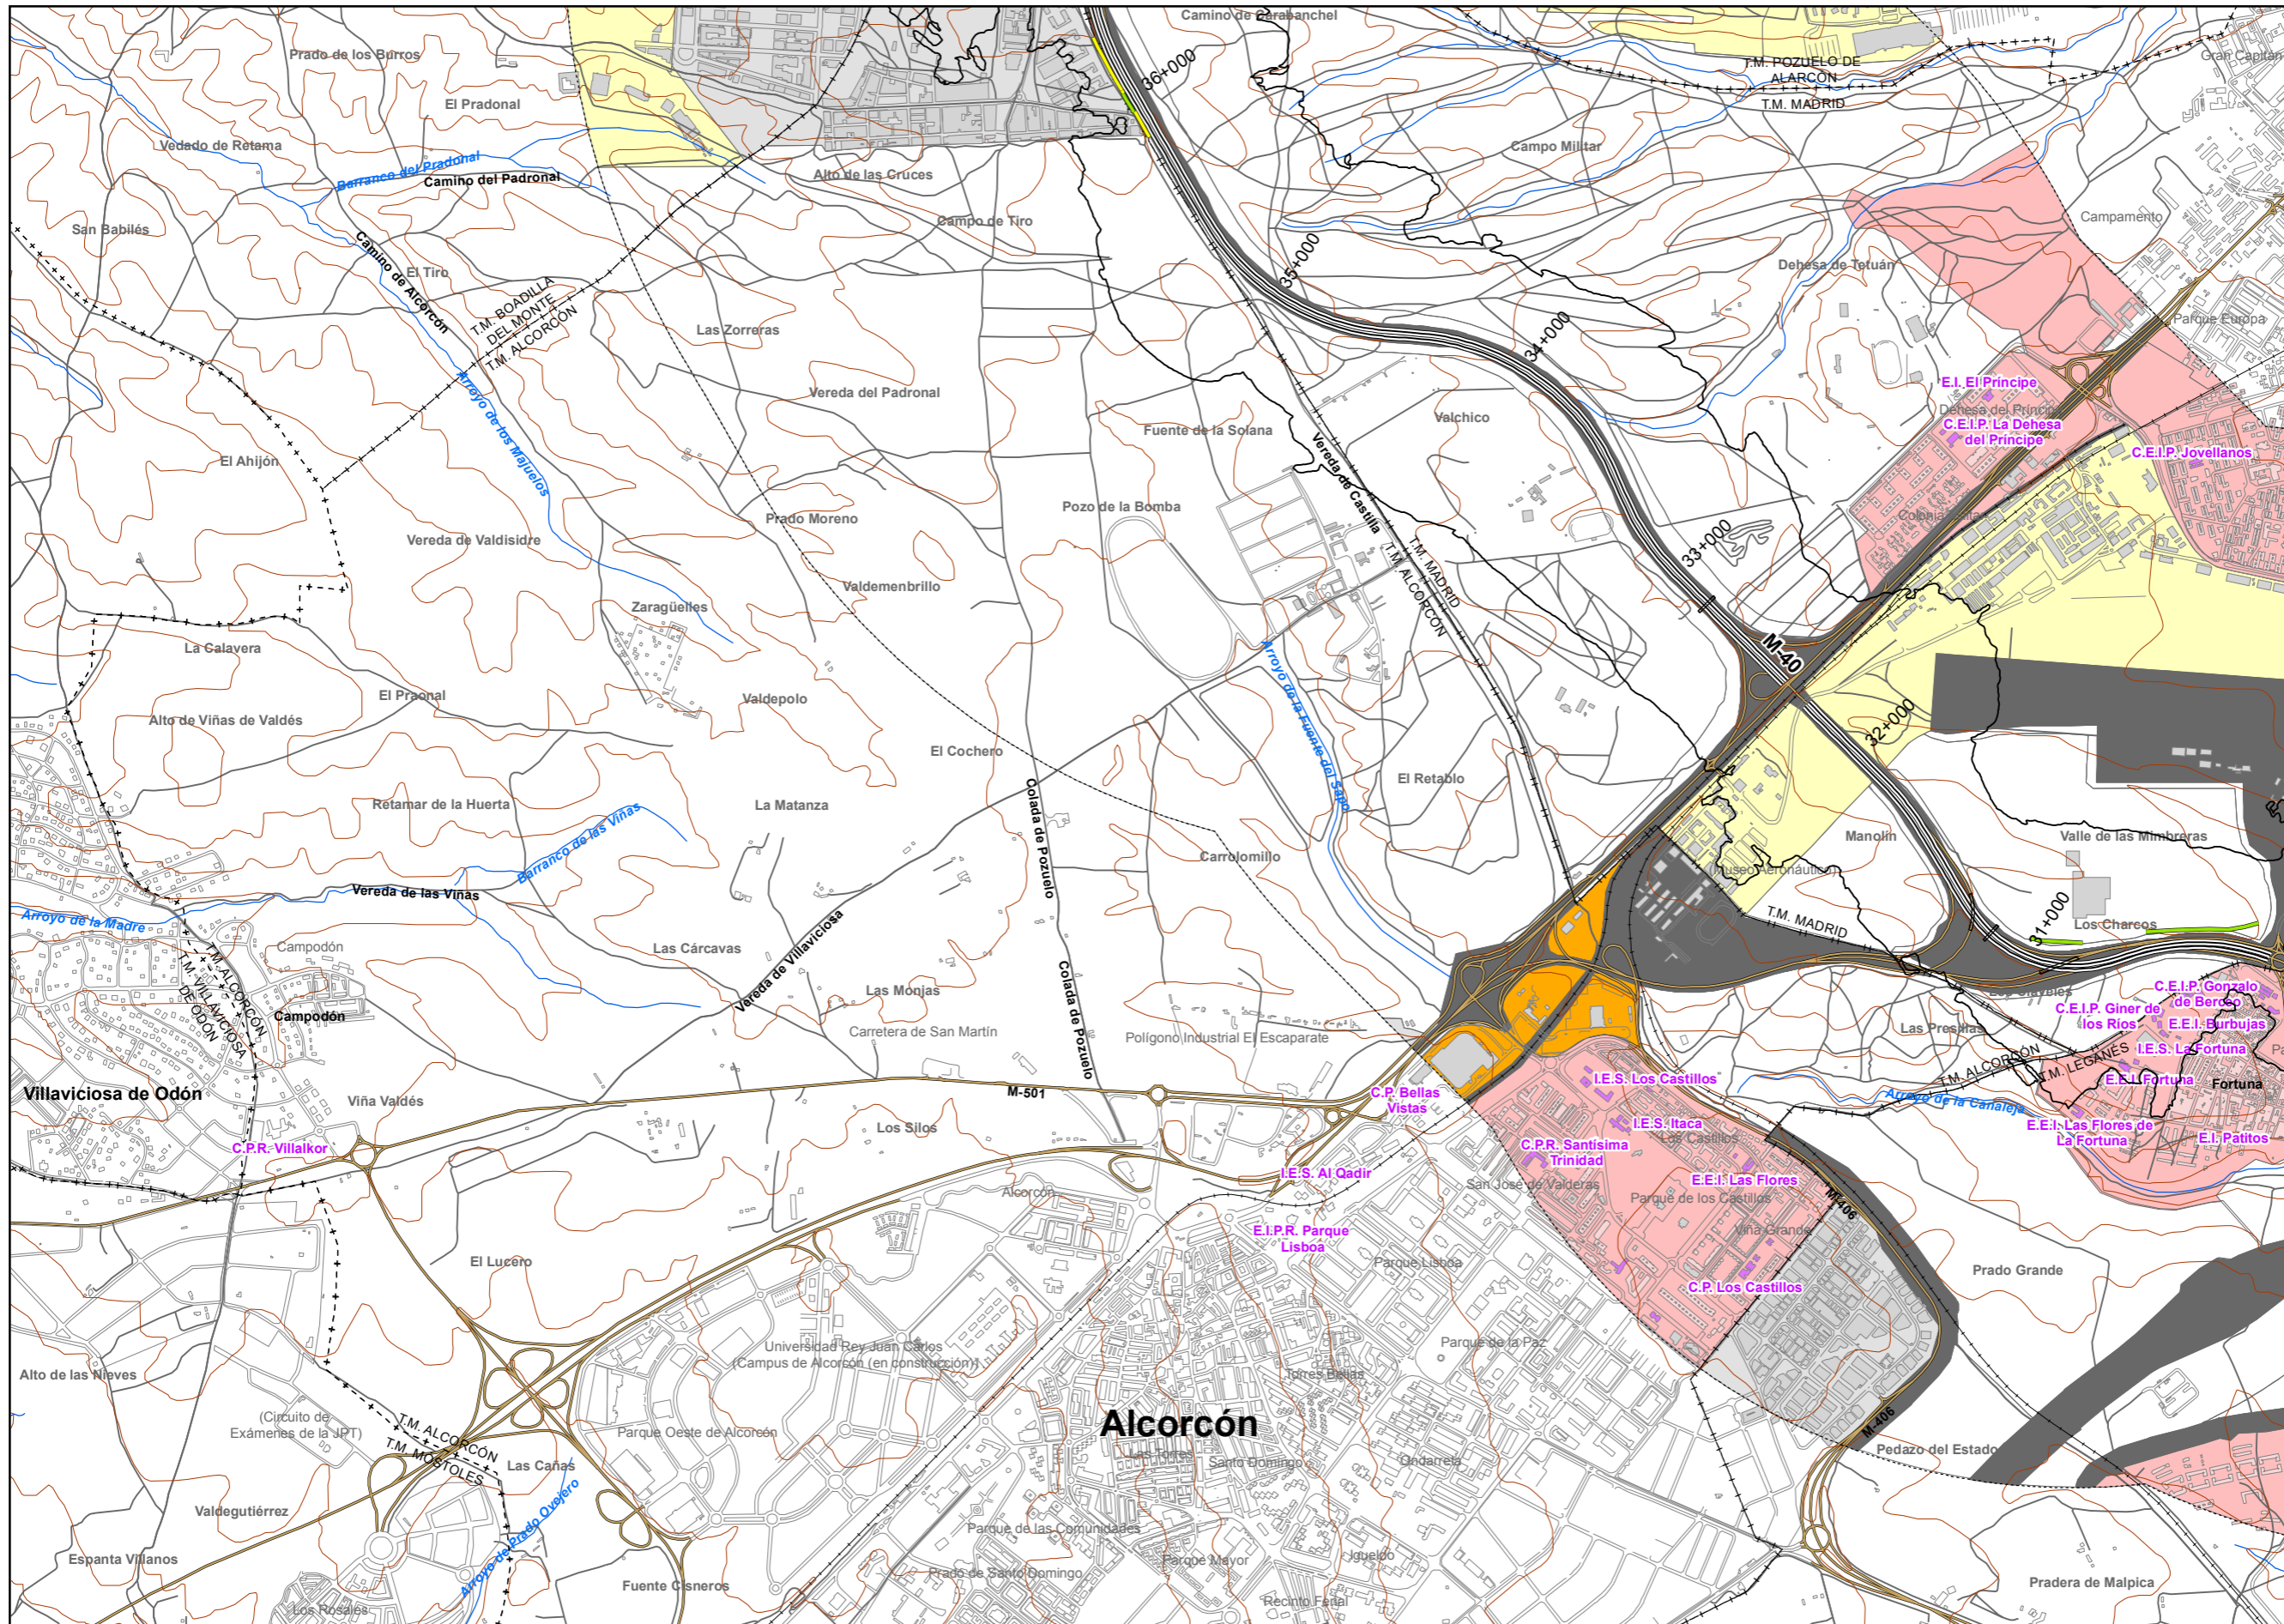 Camino de Carabanchel
Prado de los Burros
Gran Capitán
T.M. POZUELO DE
ALARCÓN
T.M. MADRID
36+000
El Pradonal
Vedado de Retama
Campo Militar
Barranco del Pradonal
Camino del Padronal
Alto de las Cruces
San Babilés
Campo de Tiro
Campamento
Camino de Alcorcón
El Tiro
35+000
Dehesa de Tetuán
T.M. BOADILLA
DEL MONTE
T.M. ALCORCÓN
Las Zorreras
34+000
Parque Europa
Arroyo de los Majuelos
Vereda del Padronal
E.I. El Príncipe
Dehesa del Príncipe
C.E.I.P. La Dehesa
del Príncipe
Valchico
Fuente de la Solana
Vereda de Castilla
C.E.I.P. Jovellanos
El Ahijón
Pozo de la Bomba
Prado Moreno
Vereda de Valdisidre
33+000
T.M. MADRID
T.M. ALCORCÓN
Valdemenbrillo
Zaragüelles
La Calavera
M-40
El Praonal
Valdepolo
Alto de Viñas de Valdés
Arroyo de la Fuente del Sapo
32+000
El Cochero
El Retablo
Retamar de la Huerta
La Matanza
Colada de Pozuelo
Barranco de las Viñas
Manolín
Valle de las Mimbreras
Carrolomillo
(Museo Aeronáutico)
Vereda de las Viñas
Arroyo de la Madre
T.M. MADRID
31+000
Los Charcos
Campodón
Las Cárcavas
Vereda de Villaviciosa
T.M. ALCORCÓN
T.M. VILLAVICIOSA
DE ODÓN
Colada de Pozuelo
Las Monjas
C.E.I.P. Gonzalo
de Berceo
Campodón
Carretera de San Martín
Polígono Industrial El Escaparate
C.E.I.P. Giner de
los Ríos
E.E.I. Burbujas
Las Presillas
I.E.S. La Fortuna
T.M. ALCORCÓN
T.M. LEGANÉS
I.E.S. Los Castillos
E.E.I. Fortuna
Fortuna
Villaviciosa de Odón
M-501
C.P. Bellas
Vistas
Viña Valdés
Arroyo de la Canaleja
Los Silos
I.E.S. Itaca
Los Castillos
E.E.I. Las Flores de
La Fortuna
E.I. Patitos
C.P.R. Villalkor
C.P.R. Santísima
Trinidad
I.E.S. Al Qadir
E.E.I. Las Flores
San José de Valderas
Parque de los Castillos
Alcorcón
M-406
Viña Grande
E.I.P.R. Parque
Lisboa
El Lucero
Parque Lisboa
Prado Grande
C.P. Los Castillos
Universidad Rey Juan Carlos
(Campus de Alcorcón (en construcción)
Parque de la Paz
Alto de las Nieves
Torres Bellas
(Circuito de
Exámenes de la JPT)
T.M. ALCORCÓN
T.M. MÓSTOLES
Parque Oeste de Alcorcón
Alcorcón
M-406
Las Torres
Santo Domingo
Ondarreta
Pedazo del Estado
Las Cañas
Valdegutiérrez
Arroyo de Prado Ovejero
Parque de las Comunidades
Espanta Villanos
Parque Mayor
Igueldo
Fuente Cisneros
Prado de Santo Domingo
Pradera de Malpica
Los Rosales
Recinto Ferial